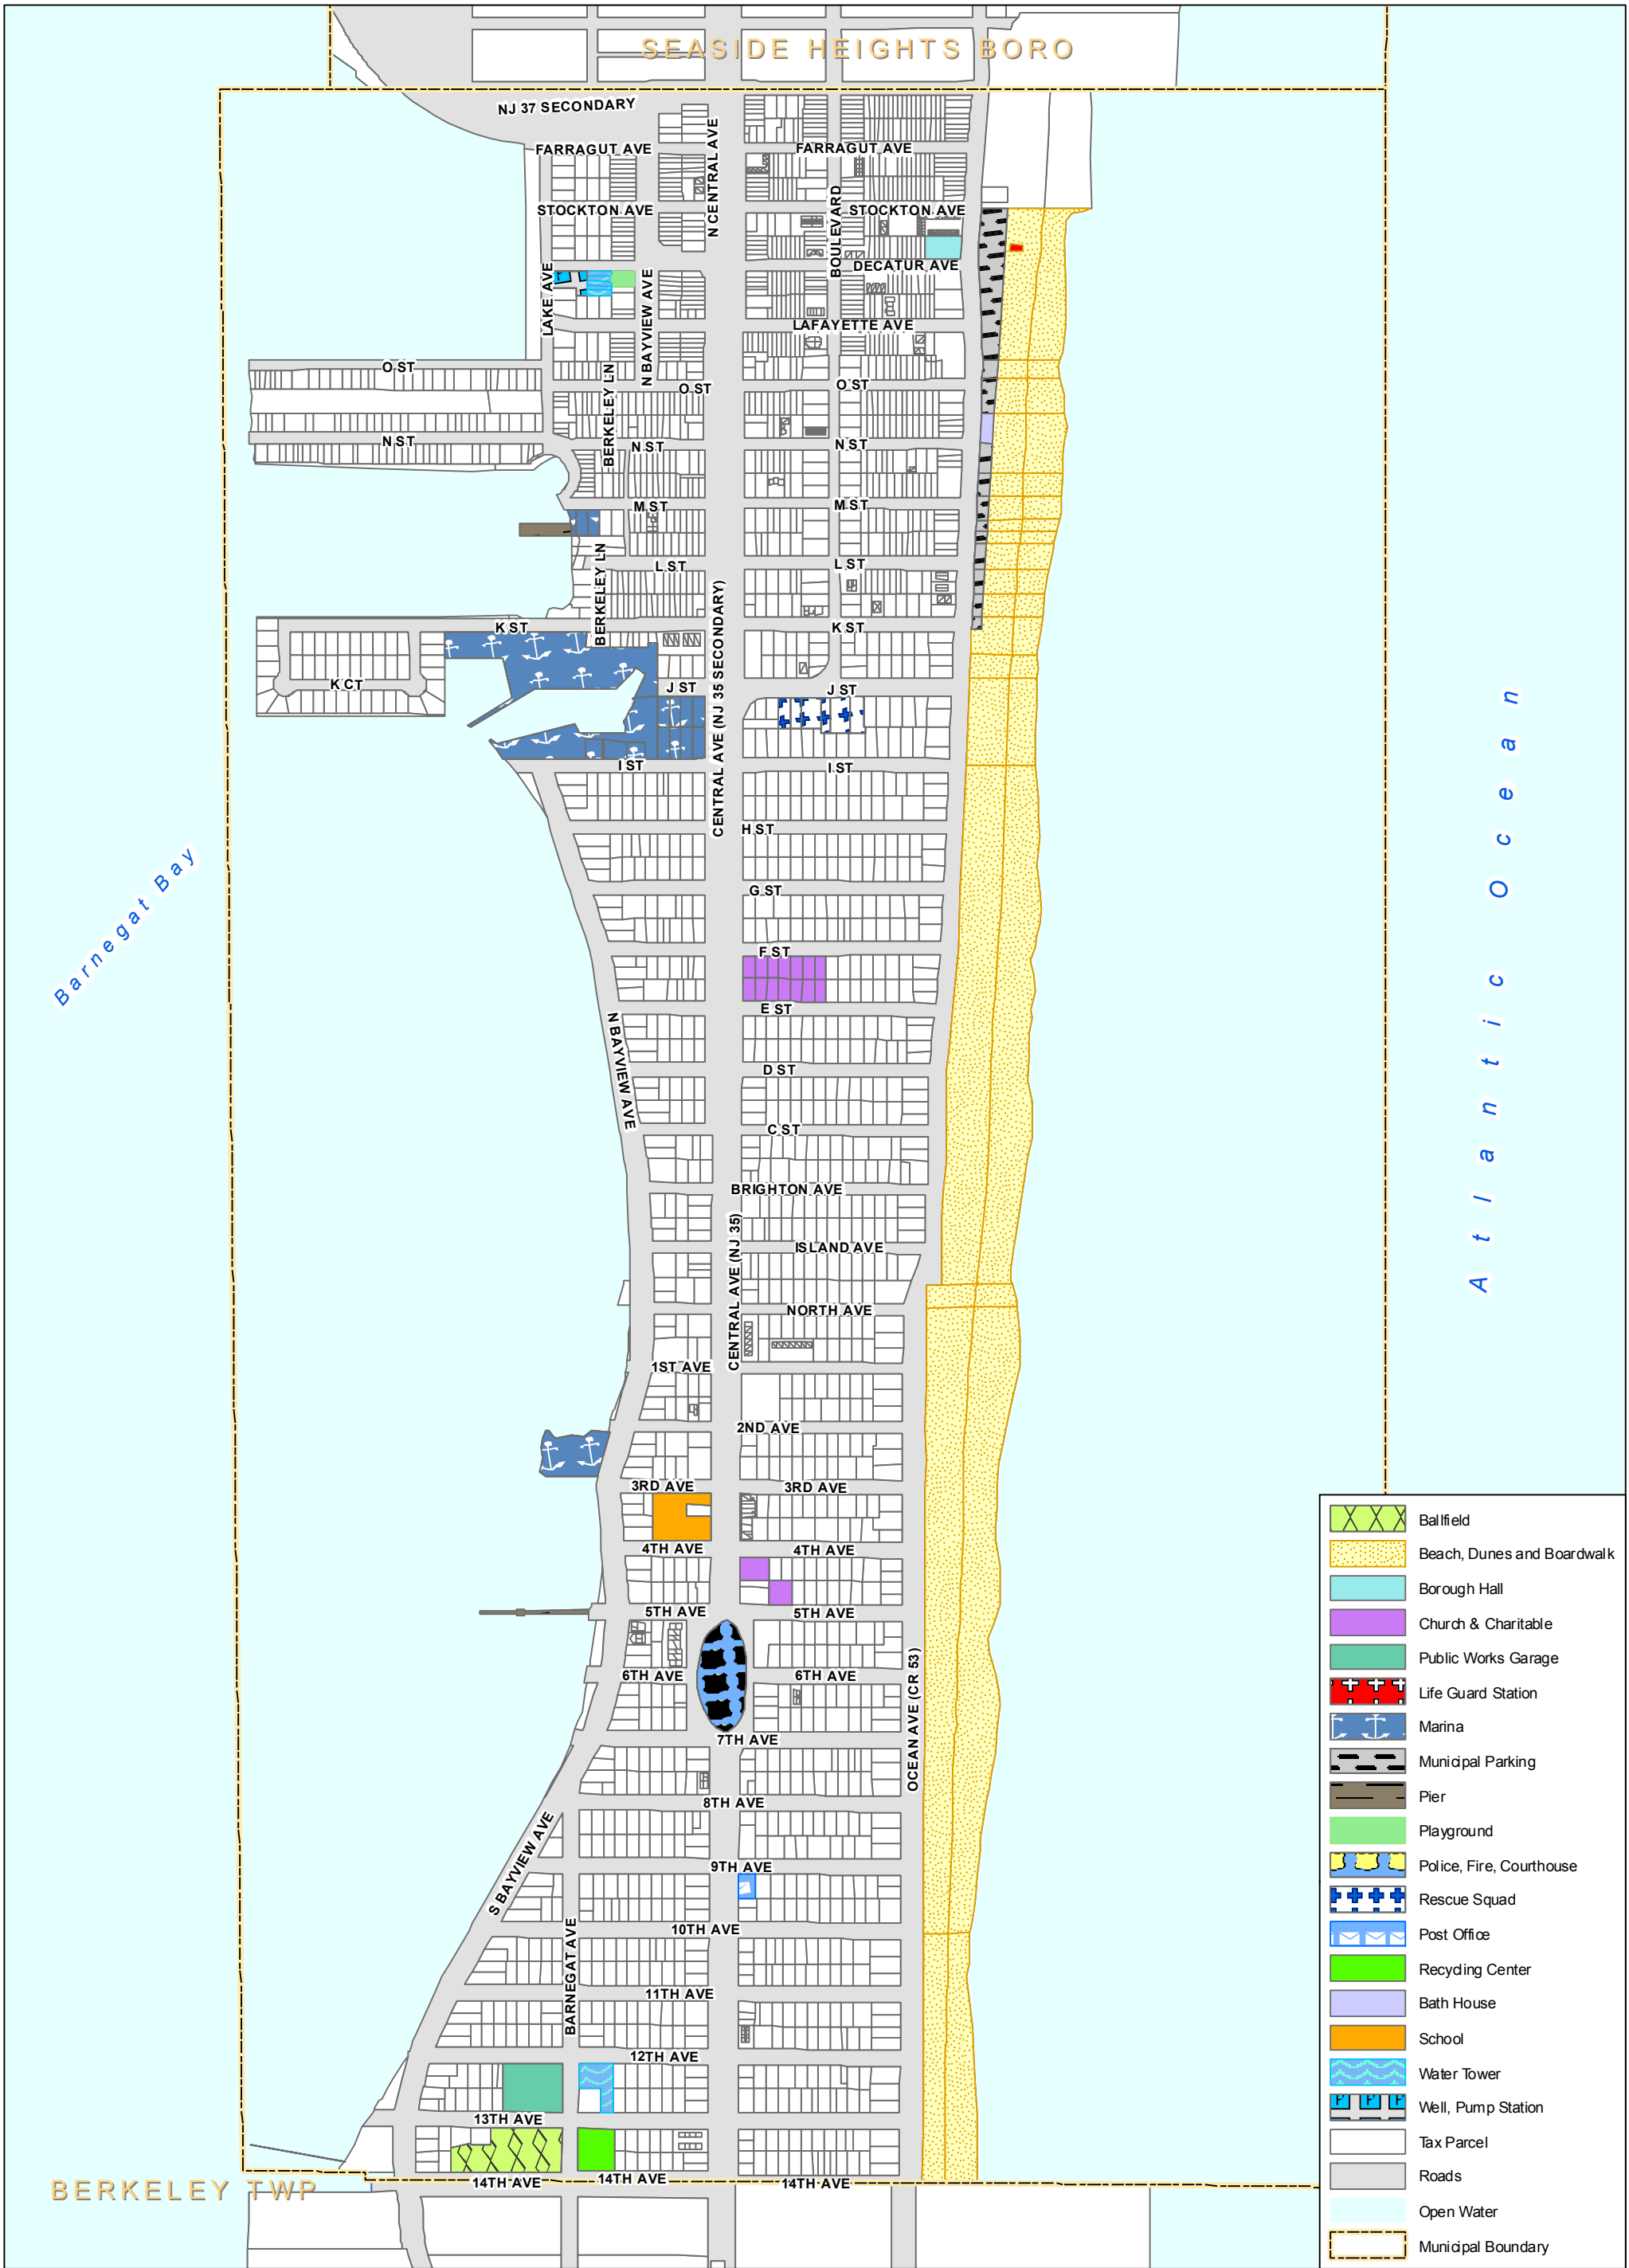 SEASIDE HEIGHTS BORO
NJ 37 SECONDARY
FARRAGUT AVE
FARRAGUT AVE
N CENTRAL AVE
STOCKTON AVE
STOCKTON AVE
BOULEVARD
DECATUR AVE
LAKE AVE
N BAYVIEW AVE
LAFAYETTE AVE
O ST
O ST
O ST
BERKELEY LN
N ST
N ST
N ST
M ST
M ST
L ST
L ST
BERKELEY LN
K ST
K ST
K CT
J ST
J ST
CENTRAL AVE (NJ 35 SECONDARY)
I ST
I ST
H ST
G ST
F ST
E ST
N BAYVIEW AVE
D ST
C ST
BRIGHTON AVE
ISLAND AVE
CENTRAL AVE (NJ 35)
NORTH AVE
1ST AVE
2ND AVE
3RD AVE
3RD AVE
4TH AVE
4TH AVE
5TH AVE
5TH AVE
6TH AVE
6TH AVE
OCEAN AVE (CR 53)
7TH AVE
8TH AVE
S BAYVIEW AVE
9TH AVE
10TH AVE
BARNEGAT AVE
11TH AVE
12TH AVE
13TH AVE
14TH AVE
14TH AVE
14TH AVE
BERKELEY TWP
Barnegat Bay
Atlantic Ocean
Ballfield
Beach, Dunes and Boardwalk
Borough Hall
Church & Charitable
Public Works Garage
Life Guard Station
Marina
Municipal Parking
Pier
Playground
Police, Fire, Courthouse
Rescue Squad
Post Office
Recycling Center
Bath House
School
Water Tower
Well, Pump Station
Tax Parcel
Roads
Open Water
Municipal Boundary